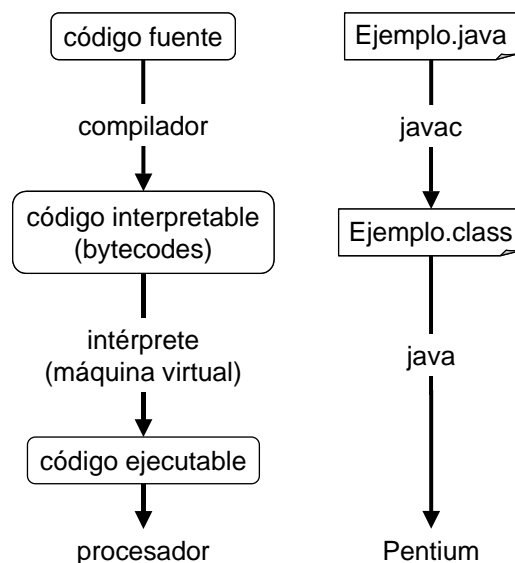 código fuente
compilador
código interpretable
(bytecodes)
intérprete
(máquina virtual)
código ejecutable
procesador
Ejemplo.java
javac
Ejemplo.class
java
Pentium